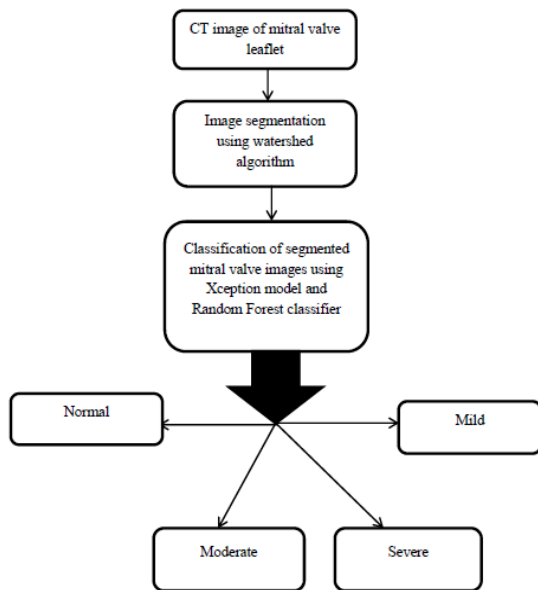 CT image of mitral valve
leaflet
Image segmentation
using watershed
algorithm
Classification of segmented
mitral valve images using
Xception model and
Random Forest classifier
Normal
Mild
Moderate
Severe